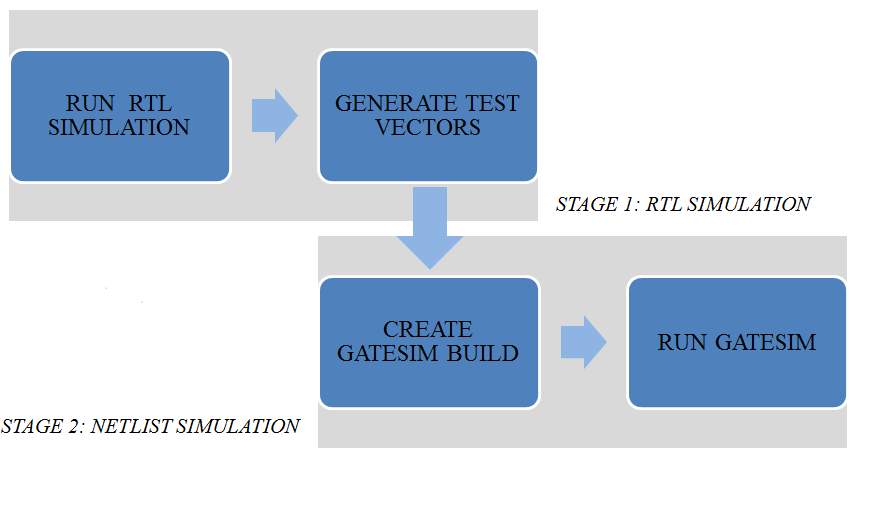 RUN RTL
SIMULATION
GENERATE TEST
VECTORS
STAGE 1: RTL SIMULATION
CREATE
GATESIM BUILD
RUN GATESIM
STAGE 2: NETLIST SIMULATION